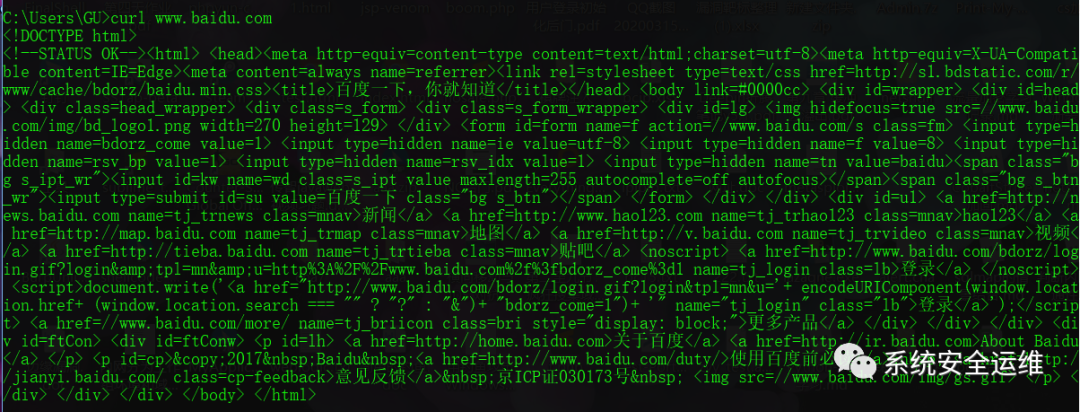 C:\Users\GU>curl www.baidu.com
<!DOCTYPE html>
<!--STATUS OK--><html> <head><meta http-equiv=content-type content=text/html;charset=utf-8><meta http-equiv=X-UA-Compati
ble content=IE=Edge><meta content=always name=referrer><link rel=stylesheet type=text/css href=http://s1.bdstatic.com/r/
www/cache/bdorz/baidu.min.css><title>百度一下，你就知道</title></head> <body link=#0000cc> <div id=wrapper> <div id=head
> <div class=head_wrapper> <div class=s_form> <div class=s_form_wrapper> <div id=lg> <img hidefocus=true src=//www.baidu
.com/img/bd_logo1.png width=270 height=129> </div> <form id=form name=f action=//www.baidu.com/s class=fm> <input type=h
idden name=bdorz_come value=1> <input type=hidden name=ie value=utf-8> <input type=hidden name=f value=8> <input type=hi
dden name=rsv_bp value=1> <input type=hidden name=rsv_idx value=1> <input type=hidden name=tn value=baidu><span class="b
g s_ipt_wr"><input id=kw name=wd class=s_ipt value maxlength=255 autocomplete=off autofocus></span><span class="bg s_btn
_wr"><input type=submit id=su value=百度一下 class="bg s_btn"></span> </form> </div> </div> <div id=u1> <a href=http://n
ews.baidu.com name=tj_trnews class=mnav>新闻</a> <a href=http://www.hao123.com name=tj_trhao123 class=mnav>hao123</a> <a
 href=http://map.baidu.com name=tj_trmap class=mnav>地图</a> <a href=http://v.baidu.com name=tj_trvideo class=mnav>视频<
/a> <a href=http://tieba.baidu.com name=tj_trtieba class=mnav>贴吧</a> <noscript> <a href=http://www.baidu.com/bdorz/log
in.gif?login&amp;tpl=mn&amp;u=http%3A%2F%2Fwww.baidu.com%2f%3fbdorz_come%3d1 name=tj_login class=lb>登录</a> </noscript>
 <script>document.write('<a href="http://www.baidu.com/bdorz/login.gif?login&tpl=mn&u='+ encodeURIComponent(window.locat
ion.href+ (window.location.search === "" ? "?" : "&")+ "bdorz_come=1")+ '" name="tj_login" class="lb">登录</a>');</scrip
t> <a href=//www.baidu.com/more/ name=tj_briicon class=bri style="display: block;">更多产品</a> </div> </div> </div> <di
v id=ftCon> <div id=ftConw> <p id=lh> <a href=http://home.baidu.com>关于百度</a> <a href=http://ir.baidu.com>About Baidu
</a> </p> <p id=cp>&copy;2017&nbsp;Baidu&nbsp;<a href=http://www.baidu.com/duty/>使用百度前必
/jianyi.baidu.com/ class=cp-feedback>意见反馈</a>&nbsp;京ICP证030173号&nbsp; <img src=//www.baidu.com/img/gs.gif> </p> <
/div> </div> </div> </body> </html>
系统安全运维